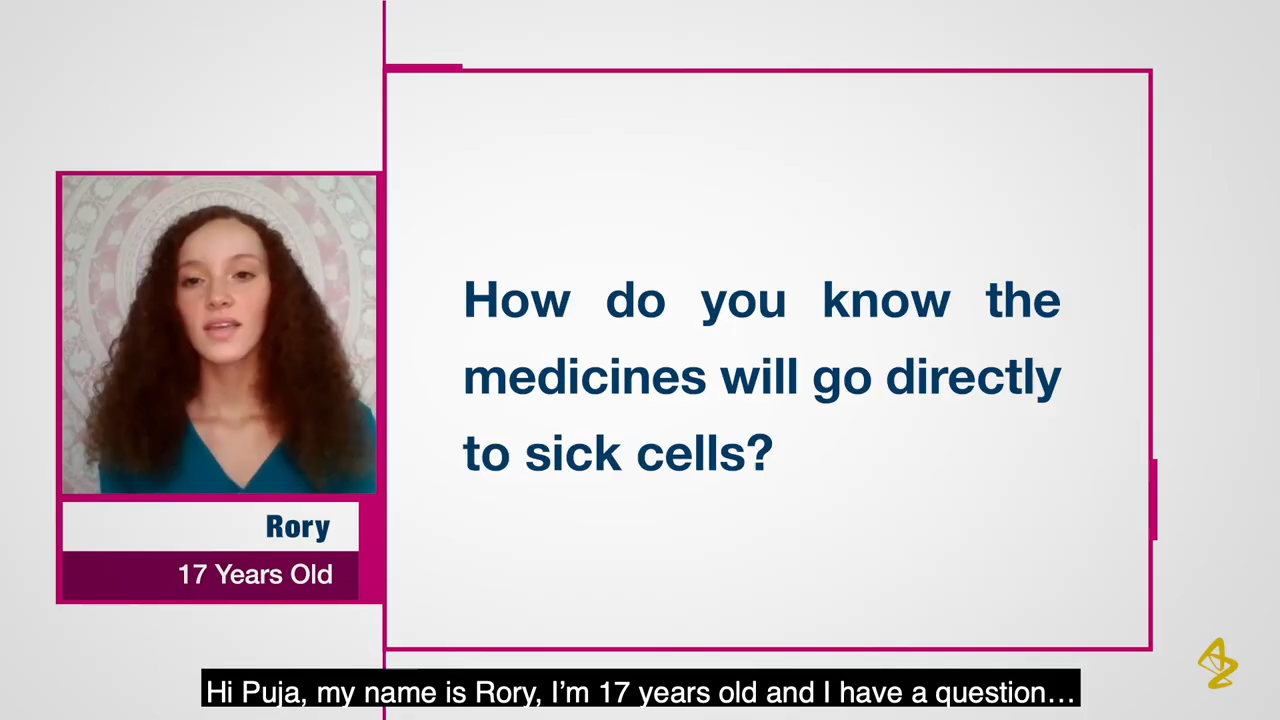 How do you know the
medicines will go directly
to sick cells?
Rory
17 Years Old
Hi Puja, my name is Rory, I’m 17 years old and I have a question…